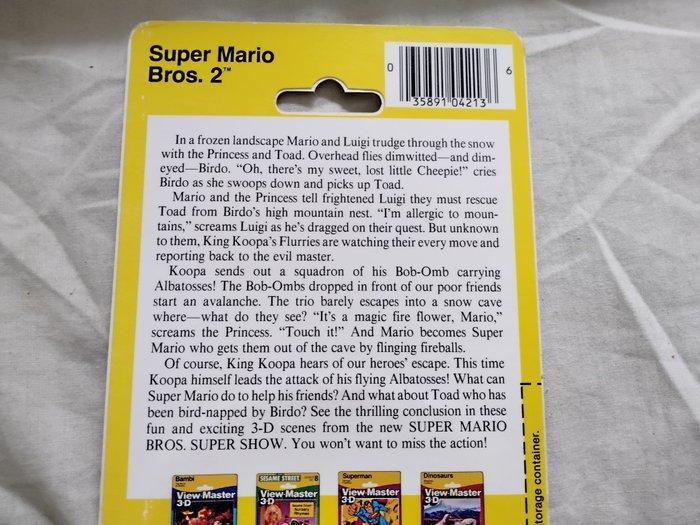 Super Mario
Bros. 2™
0 35891 04213 6
In a frozen landscape Mario and Luigi trudge through the snow
with the Princess and Toad. Overhead flies dimwitted—and dim-
eyed—Birdo. “Oh, there's my sweet, lost little Cheepie!” cries
Birdo as she swoops down and picks up Toad.
Mario and the Princess tell frightened Luigi they must rescue
Toad from Birdo's high mountain nest. “I'm allergic to moun-
tains,” screams Luigi as he's dragged on their quest. But unknown
to them, King Koopa's Flurries are watching their every move and
reporting back to the evil master.
Koopa sends out a squadron of his Bob-Omb carrying
Albatosses! The Bob-Ombs dropped in front of our poor friends
start an avalanche. The trio barely escapes into a snow cave
where—what do they see? “It's a magic fire flower, Mario,”
screams the Princess. “Touch it!” And Mario becomes Super
Mario who gets them out of the cave by flinging fireballs.
Of course, King Koopa hears of our heroes' escape. This time
Koopa himself leads the attack of his flying Albatosses! What can
Super Mario do to help his friends? And what about Toad who has
been bird-napped by Birdo? See the thrilling conclusion in these
fun and exciting 3-D scenes from the new SUPER MARIO
BROS. SUPER SHOW. You won't want to miss the action!
Bambi
View-Master
3-D
SESAME STREET
View-Master
3-D
Nursery
Rhymes
Superman
View-Master
3-D
Dinosaurs
View-Master
3-D
torage container.